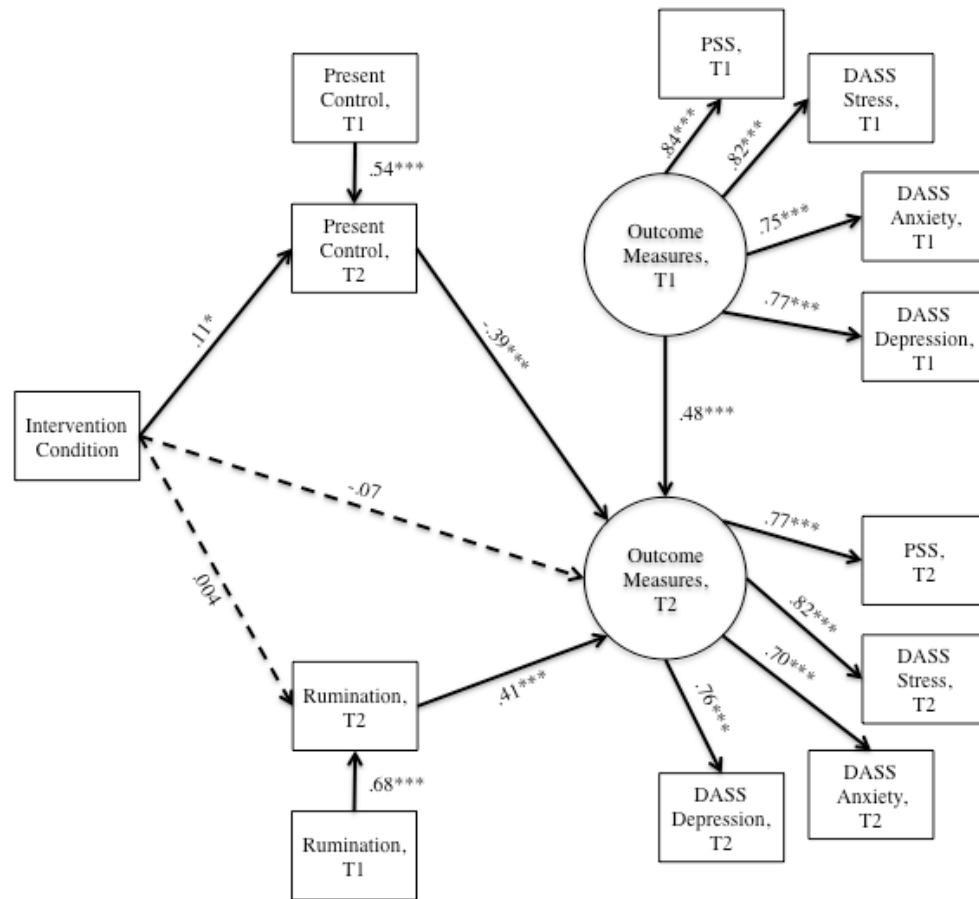 PSS,
T1
DASS
Stress,
T1
Present
Control,
T1
.84***
.82***
.54***
DASS
Anxiety,
T1
.75***
Present
Control,
T2
Outcome
Measures,
T1
.77***
DASS
Depression,
T1
.11*
-.39***
.48***
Intervention
Condition
-.07
.77***
PSS,
T2
Outcome
Measures,
T2
.004
.82***
.70***
DASS
Stress,
T2
Rumination,
T2
.41***
.76***
.68***
DASS
Depression,
T2
DASS
Anxiety,
T2
Rumination,
T1